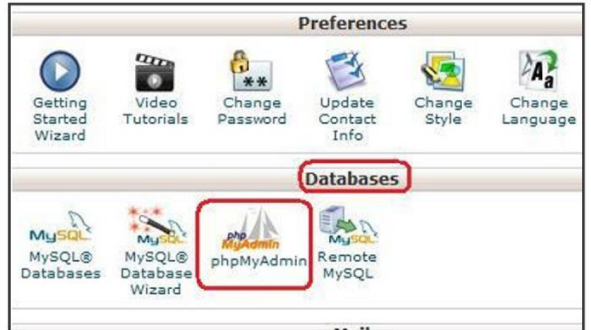 Preferences
**
A
a
Getting Video Change Update Change Change
Started Tutorials Password Contact Style Language
Wizard Info
Databases
MySQL MySQL php MyAdmin MySQL
MySQL® MySQL® phpMyAdmin Remote
Databases Database MySQL
Wizard